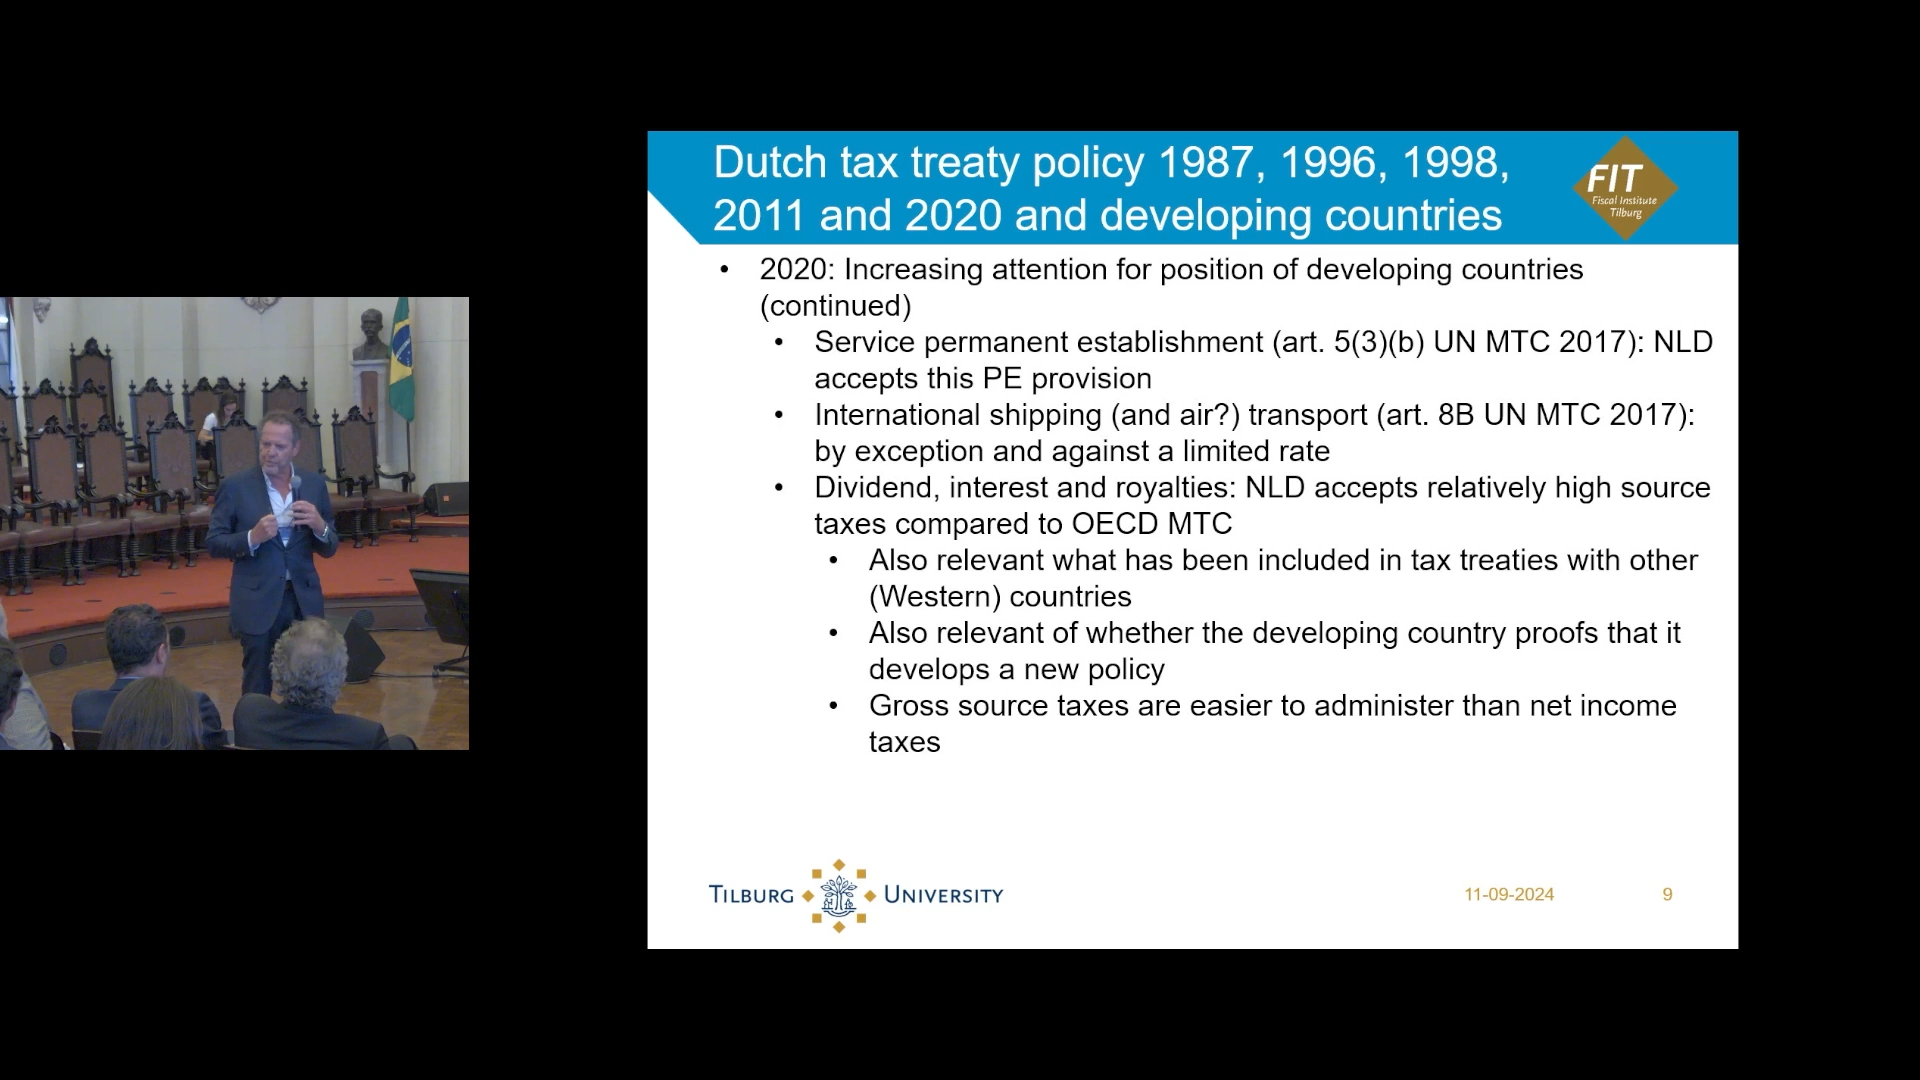 Dutch tax treaty policy 1987, 1996, 1998,
2011 and 2020 and developing countries
FIT
Fiscal Institute
Tilburg
• 2020: Increasing attention for position of developing countries
(continued)
• Service permanent establishment (art. 5(3)(b) UN MTC 2017): NLD
accepts this PE provision
• International shipping (and air?) transport (art. 8B UN MTC 2017):
by exception and against a limited rate
• Dividend, interest and royalties: NLD accepts relatively high source
taxes compared to OECD MTC
• Also relevant what has been included in tax treaties with other
(Western) countries
• Also relevant of whether the developing country proofs that it
develops a new policy
• Gross source taxes are easier to administer than net income
taxes
TILBURG UNIVERSITY
11-09-2024
9